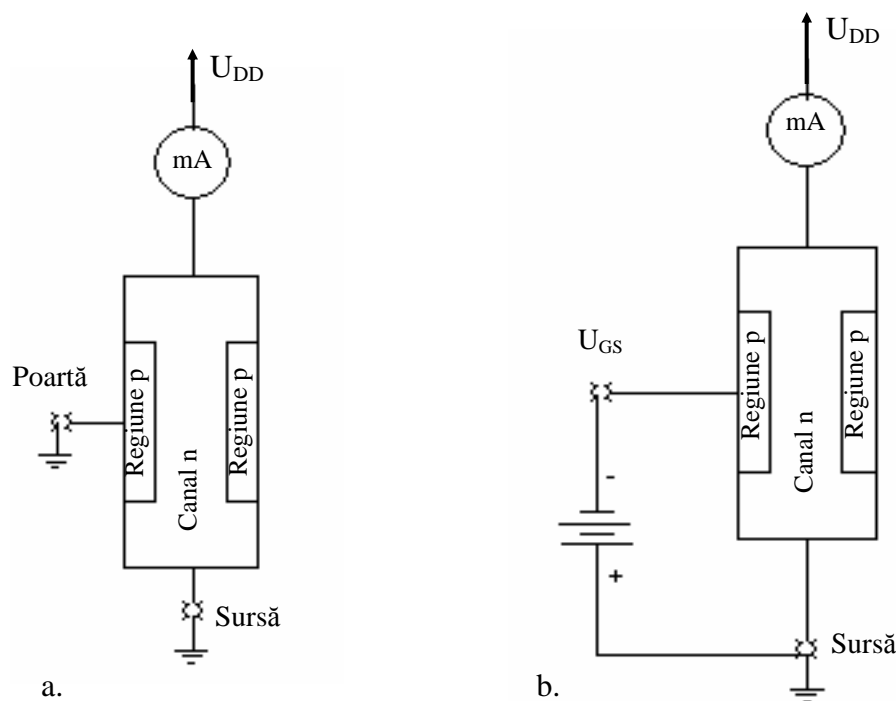 U_DD
mA
Poartă
Regiune p
Canal n
Regiune p
Sursă
a.
U_DD
mA
U_GS
Regiune p
Canal n
Regiune p
-
+
Sursă
b.